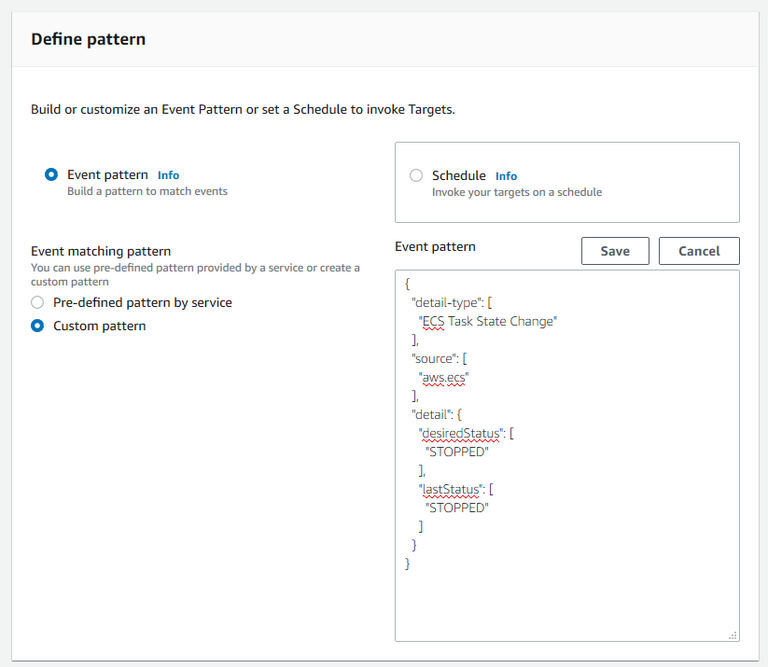 Define pattern
Build or customize an Event Pattern or set a Schedule to invoke Targets.
Event pattern Info
Build a pattern to match events
Schedule Info
Invoke your targets on a schedule
Event matching pattern
You can use pre-defined pattern provided by a service or create a
custom pattern
Pre-defined pattern by service
Custom pattern
Event pattern
Save
Cancel
{
"detail-type": [
"ECS Task State Change"
],
"source": [
"aws.ecs"
],
"detail": {
"desiredStatus": [
"STOPPED"
],
"lastStatus": [
"STOPPED"
]
}
}